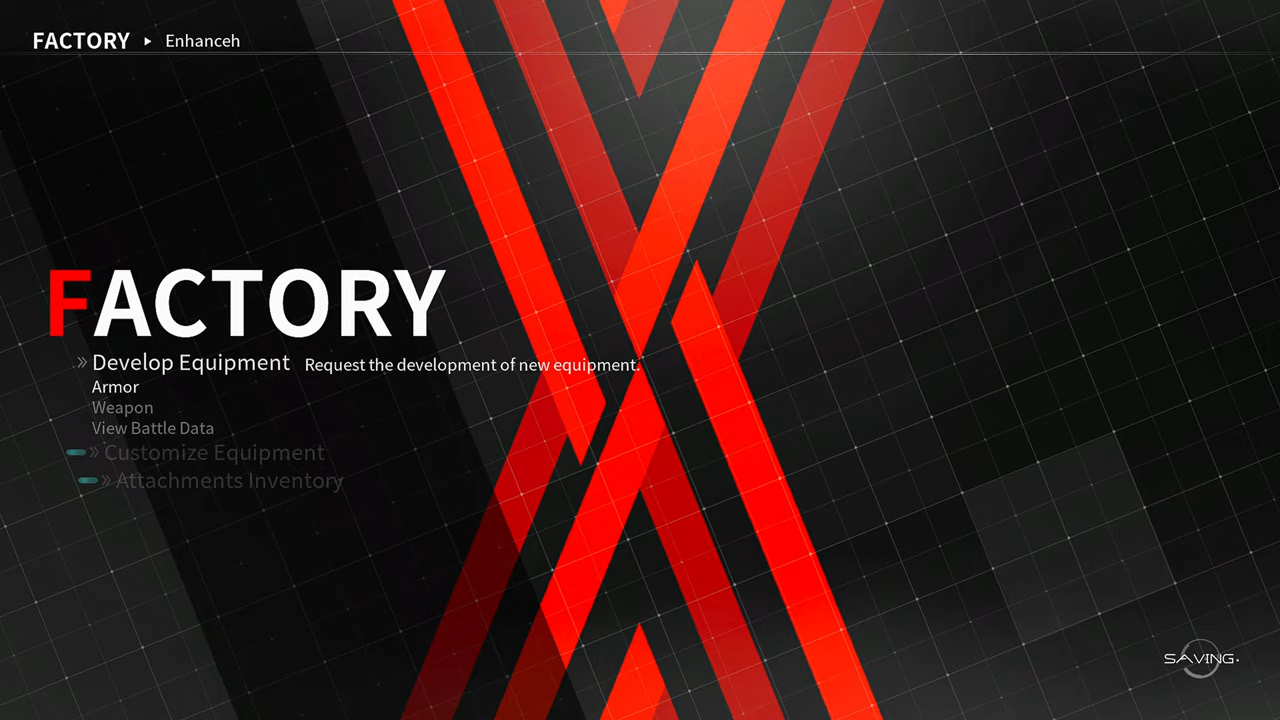 FACTORY ▶ Enhanceh
FACTORY
» Develop Equipment Request the development of new equipment.
Armor
Weapon
View Battle Data
» Customize Equipment
» Attachments Inventory
SAVING.